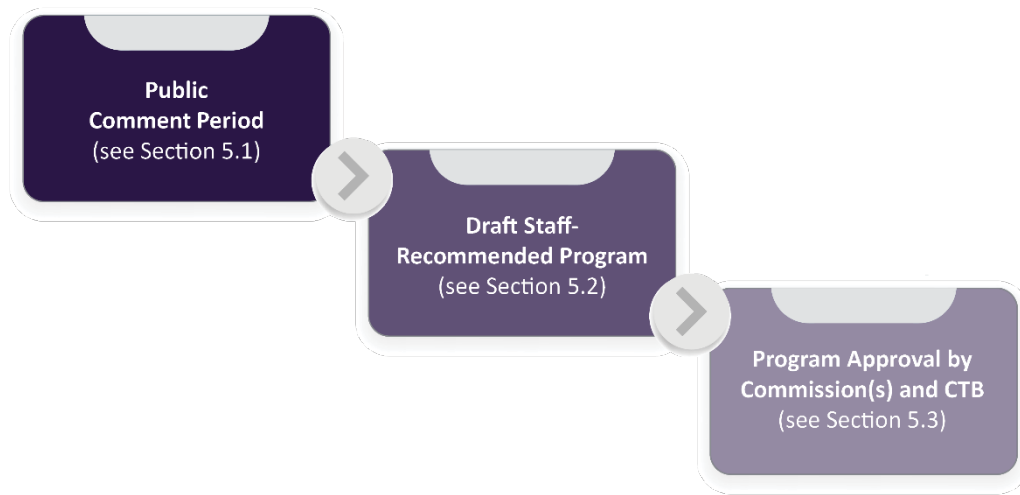 Public
Comment Period
(see Section 5.1)
Draft Staff-
Recommended Program
(see Section 5.2)
Program Approval by
Commission(s) and CTB
(see Section 5.3)